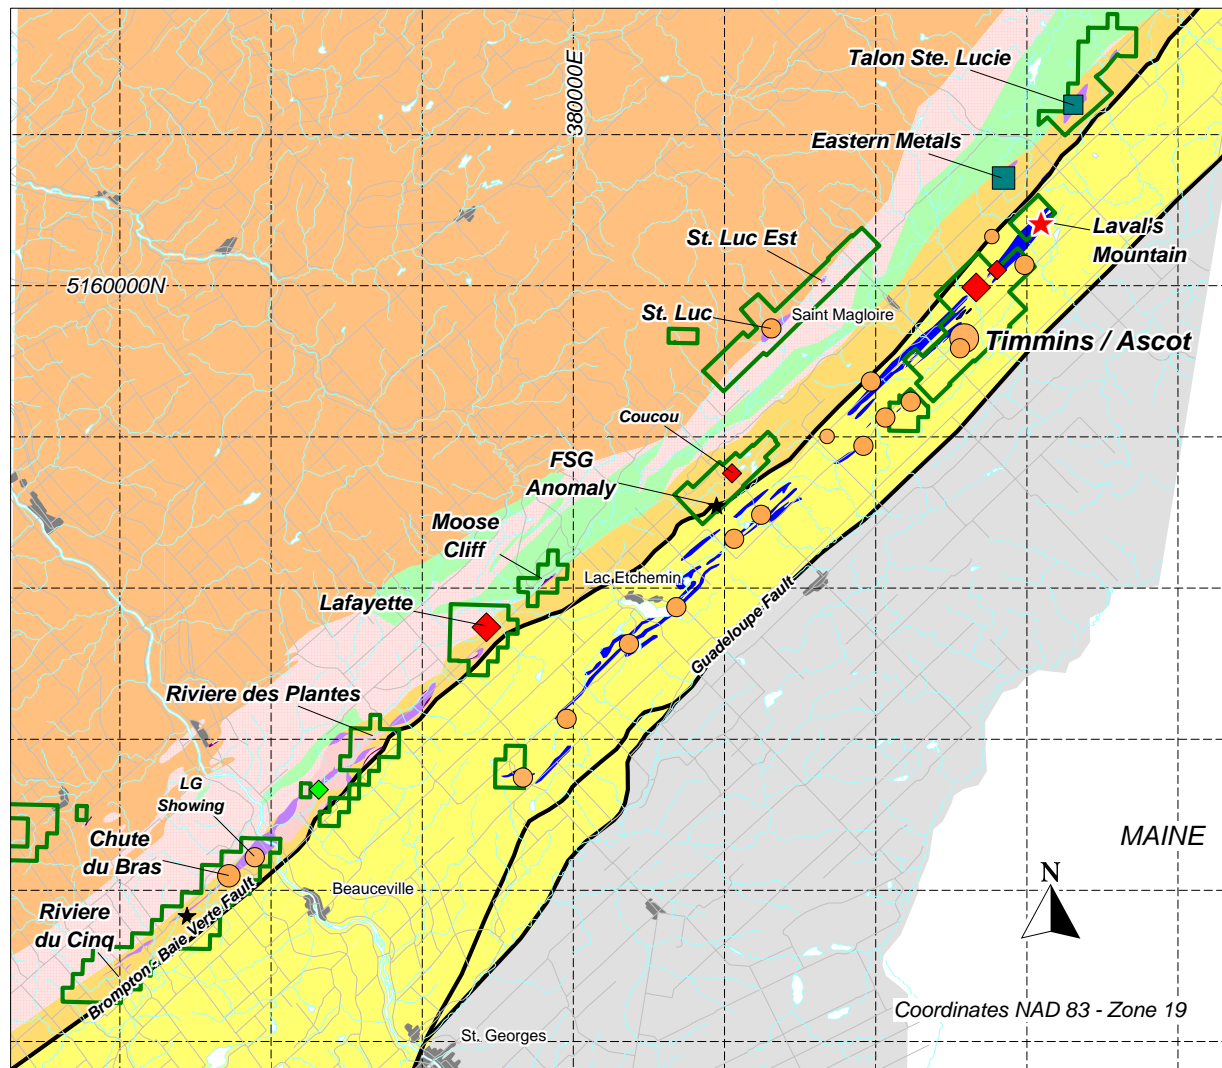 380000E
Talon Ste. Lucie
Eastern Metals
Laval's
Mountain
St. Luc Est
5160000N
St. Luc
Saint Magloire
Timmins / Ascot
Coucou
FSG
Anomaly
Moose
Cliff
Lac Etchemin
Lafayette
Guadeloupe Fault
Riviere des Plantes
LG
Showing
Chute
du Bras
MAINE
N
Beauceville
Riviere
du Cinq
Brompton - Baie Verte Fault
Coordinates NAD 83 - Zone 19
St. Georges